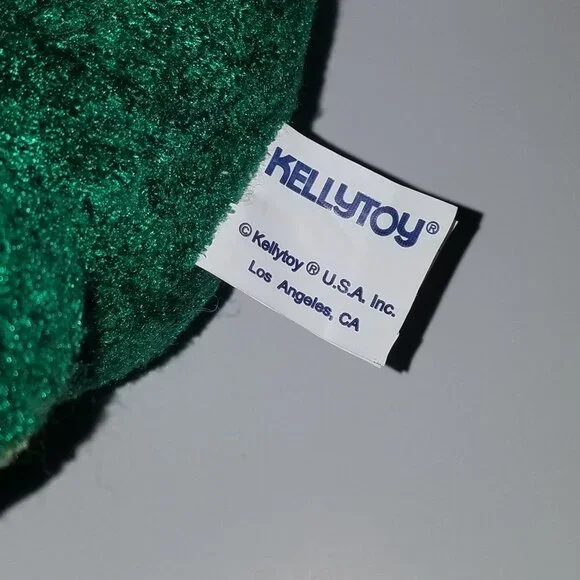 KELLYTOY®
© Kellytoy ® U.S.A. Inc.
Los Angeles, CA